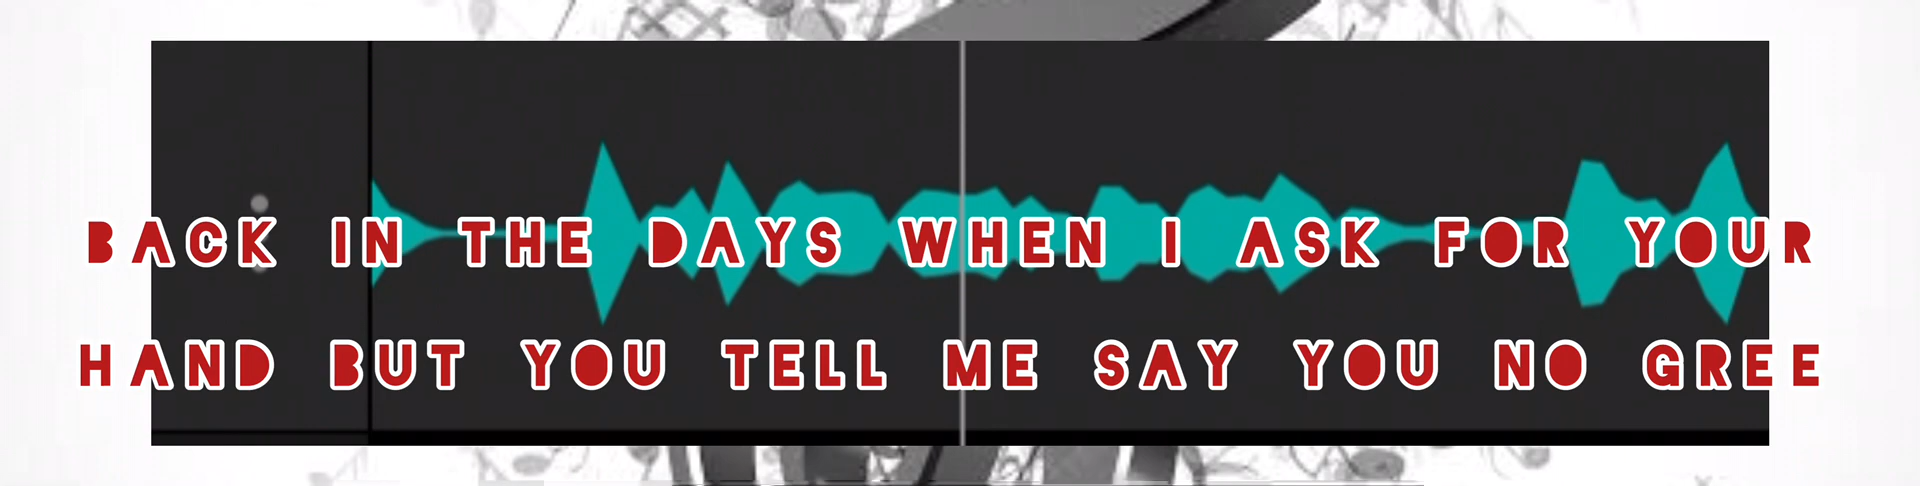 BACK IN THE DAYS WHEN I ASK FOR YOUR
HAND BUT YOU TELL ME SAY YOU NO GREE